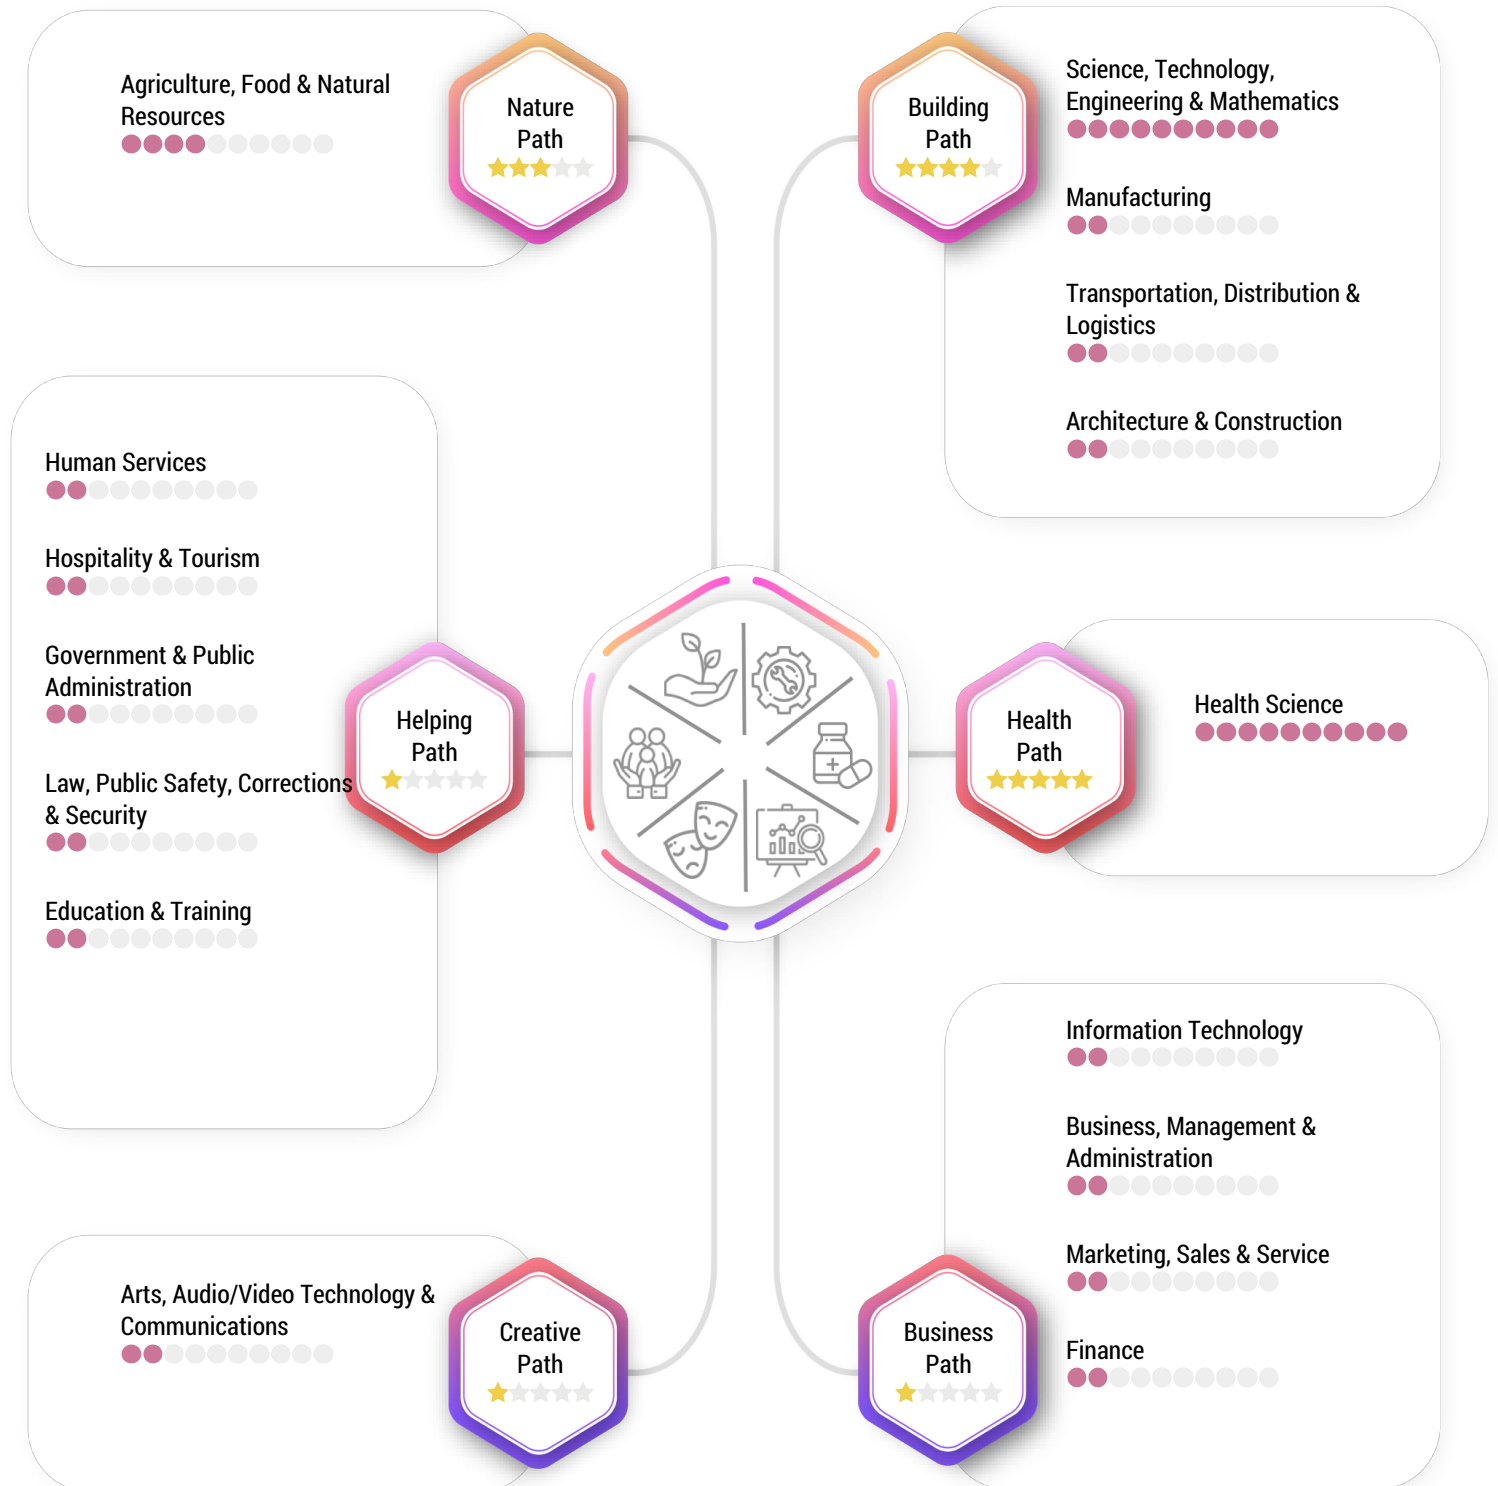 Agriculture, Food & Natural
Resources
Nature
Path
Building
Path
Science, Technology,
Engineering & Mathematics
Manufacturing
Transportation, Distribution &
Logistics
Architecture & Construction
Human Services
Hospitality & Tourism
Government & Public
Administration
Law, Public Safety, Corrections
& Security
Education & Training
Helping
Path
Health
Path
Health Science
Arts, Audio/Video Technology &
Communications
Creative
Path
Business
Path
Information Technology
Business, Management &
Administration
Marketing, Sales & Service
Finance